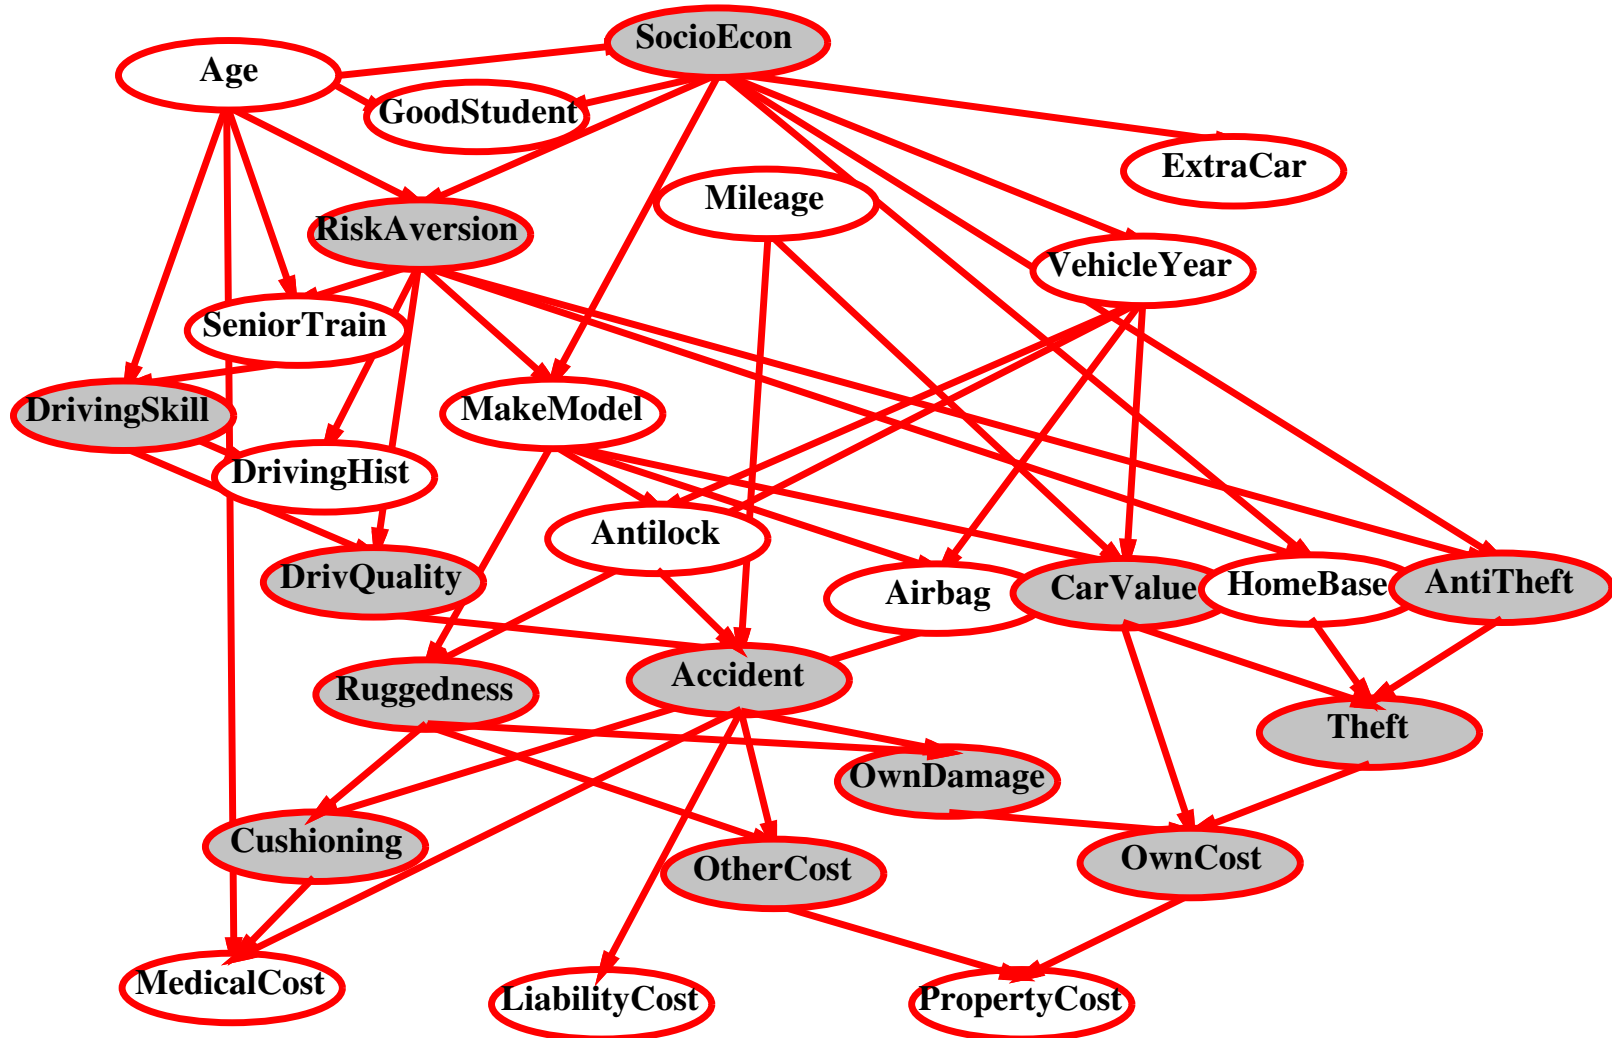 SocioEcon
Age
GoodStudent
ExtraCar
Mileage
RiskAversion
VehicleYear
SeniorTrain
DrivingSkill
MakeModel
DrivingHist
Antilock
DrivQuality
Airbag
CarValue
HomeBase
AntiTheft
Ruggedness
Accident
Theft
OwnDamage
Cushioning
OtherCost
OwnCost
MedicalCost
LiabilityCost
PropertyCost